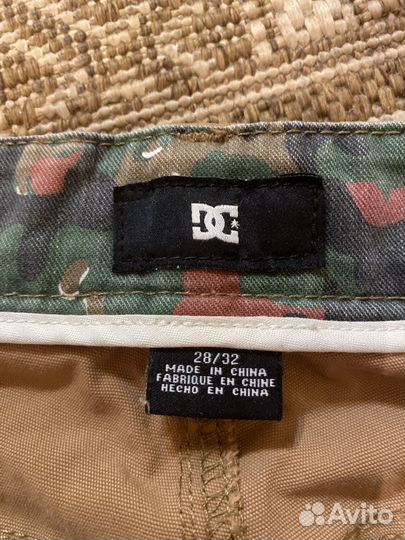 DC
28/32
MADE IN CHINA
FABRIQUE EN CHINE
HECHO EN CHINA
Avito